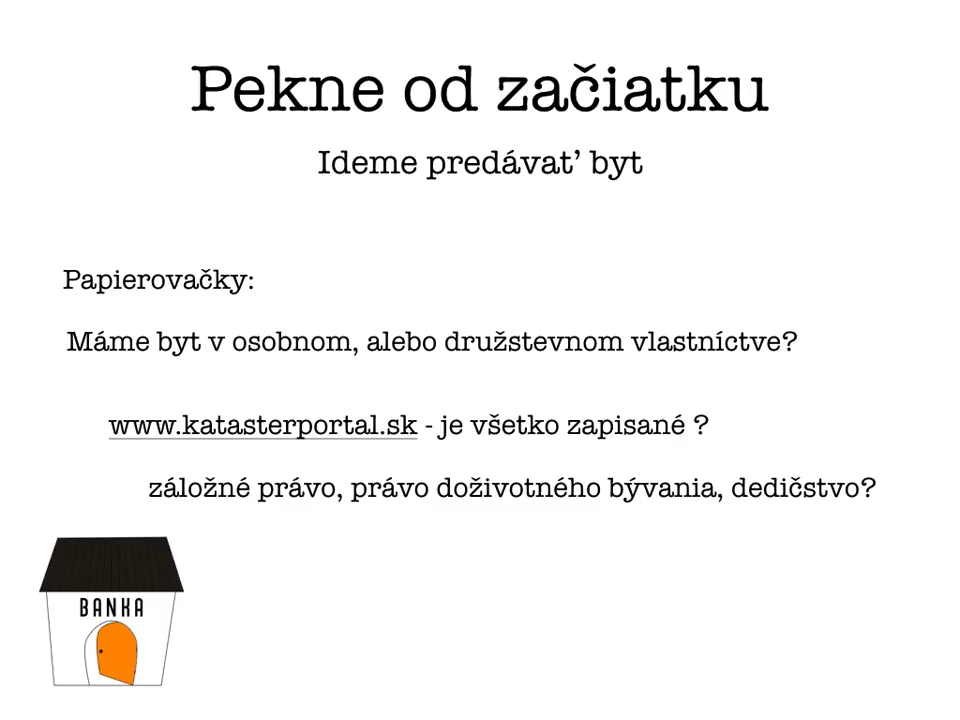 Pekne od začiatku
Ideme predávať byt
Papierovačky:
Máme byt v osobnom, alebo družstevnom vlastníctve?
www.katasterportal.sk - je všetko zapísané ?
záložné právo, právo doživotného bývania, dedičstvo?
BANKA